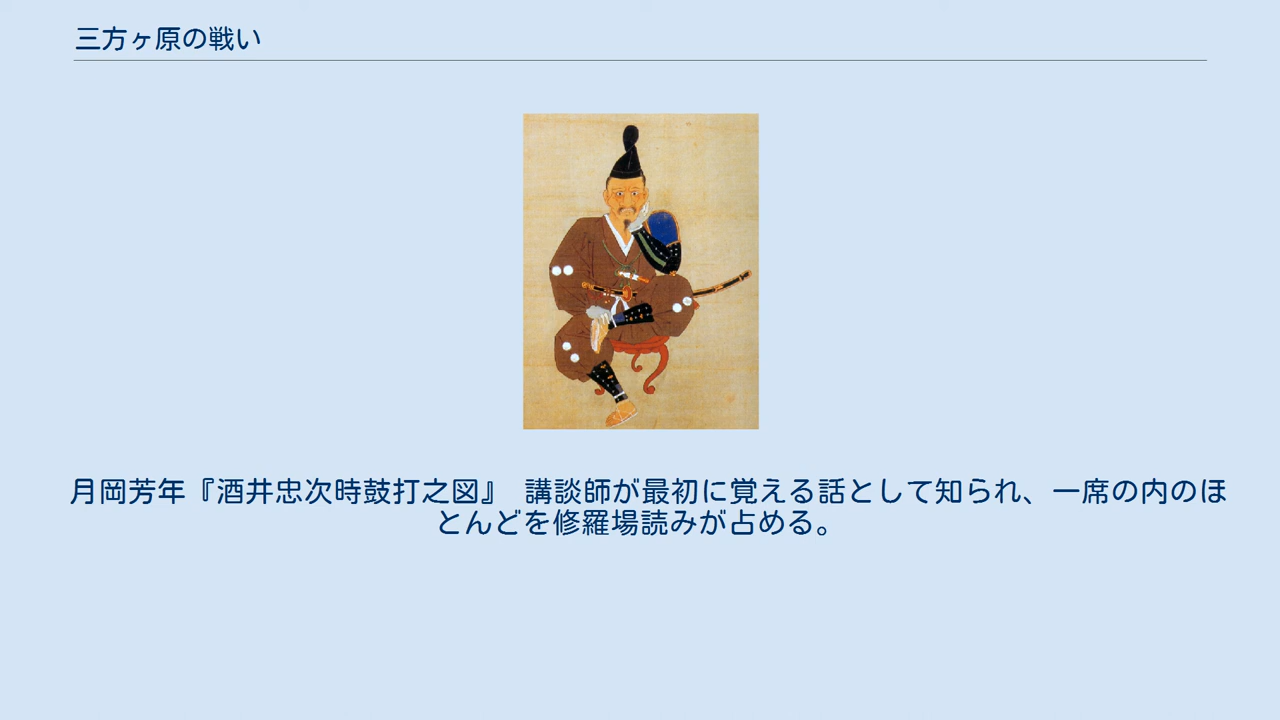 三方ヶ原の戦い
月岡芳年『酒井忠次時鼓打之図』 講談師が最初に覚える話として知られ、一席の内のほ
とんどを修羅場読みが占める。